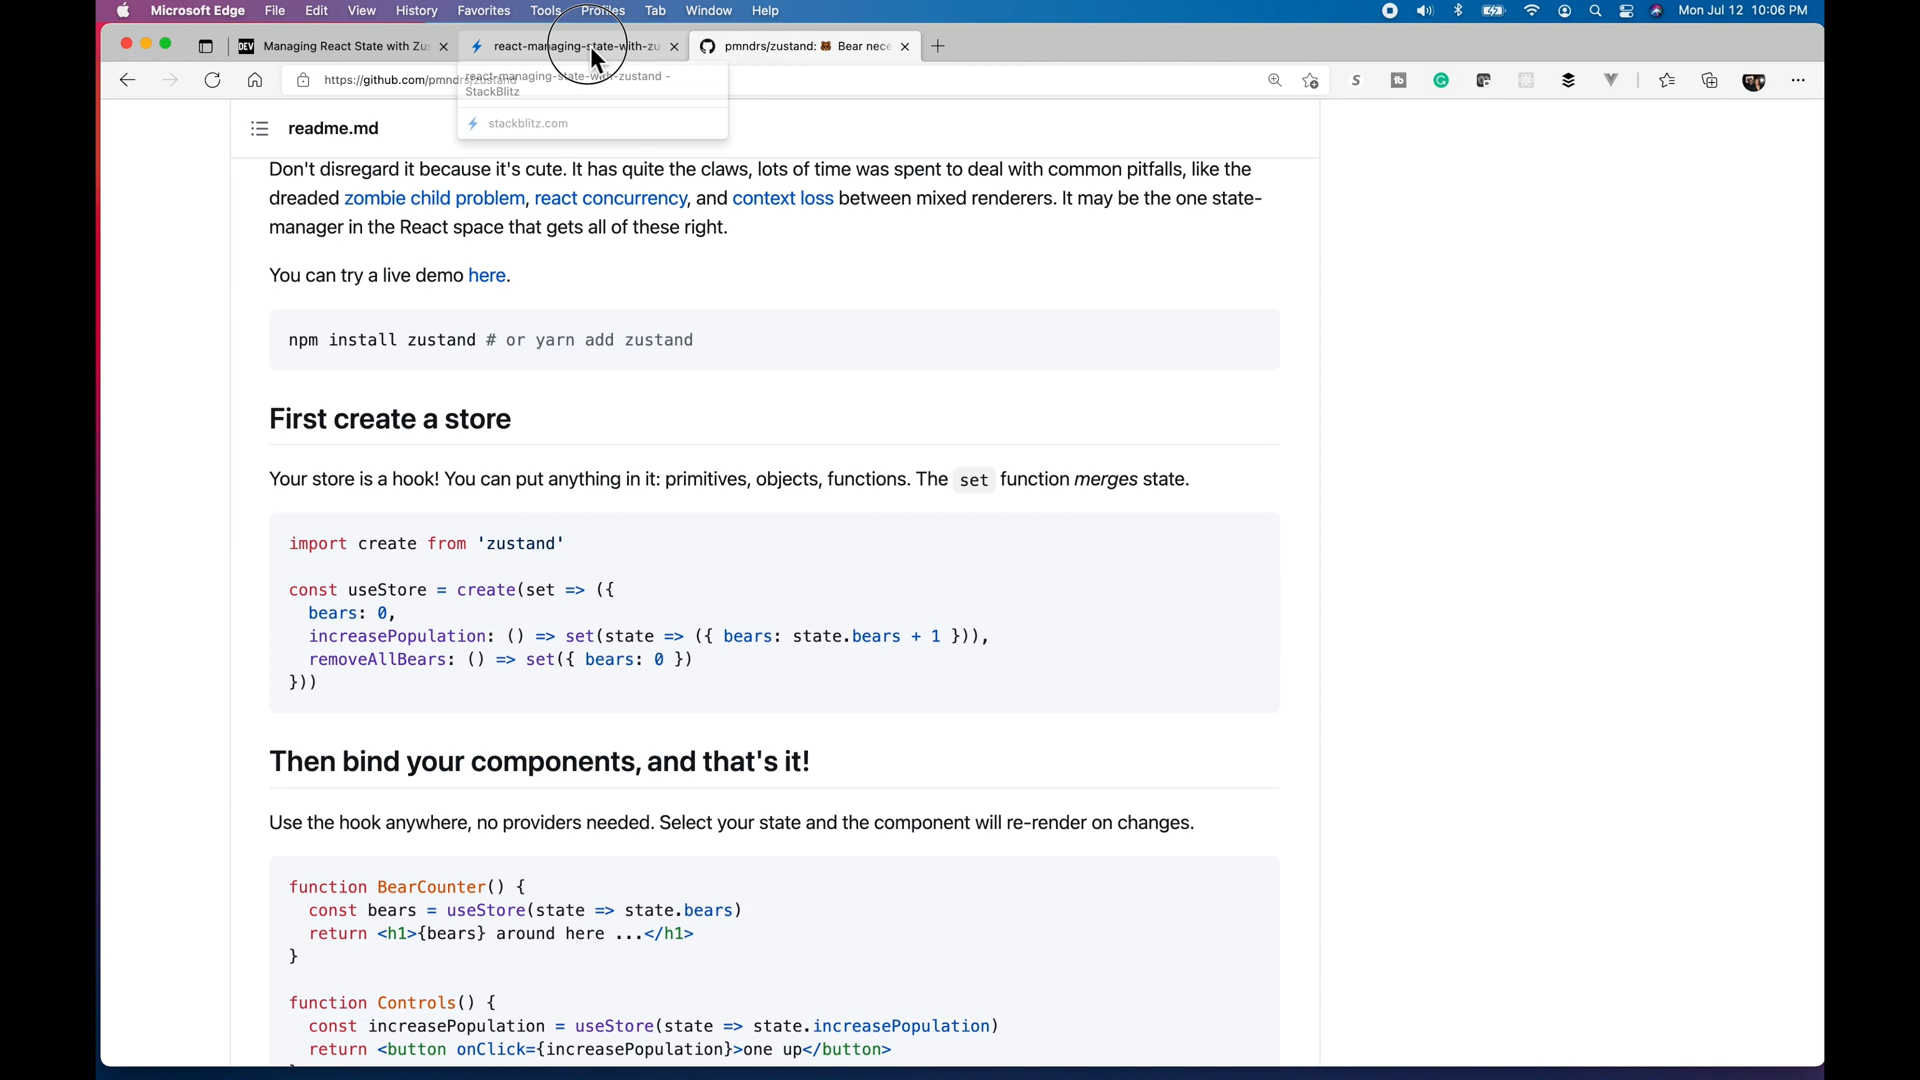 Microsoft Edge File Edit View History Favorites Tools Profiles Tab Window Help Mon Jul 12 10:06 PM
DEV Managing React State with Zus react-managing-state-with-zu pmndrs/zustand: 🐻 Bear nece
https://github.com/pmndrs/zustand
react-managing-state-with-zustand -
StackBlitz
stackblitz.com
readme.md
Don't disregard it because it's cute. It has quite the claws, lots of time was spent to deal with common pitfalls, like the
dreaded zombie child problem, react concurrency, and context loss between mixed renderers. It may be the one state-
manager in the React space that gets all of these right.
You can try a live demo here.
npm install zustand # or yarn add zustand
First create a store
Your store is a hook! You can put anything in it: primitives, objects, functions. The set function merges state.
import create from 'zustand'
const useStore = create(set => ({
bears: 0,
increasePopulation: () => set(state => ({ bears: state.bears + 1 })),
removeAllBears: () => set({ bears: 0 })
}))
Then bind your components, and that's it!
Use the hook anywhere, no providers needed. Select your state and the component will re-render on changes.
function BearCounter() {
const bears = useStore(state => state.bears)
return <h1>{bears} around here ...</h1>
}
function Controls() {
const increasePopulation = useStore(state => state.increasePopulation)
return <button onClick={increasePopulation}>one up</button>